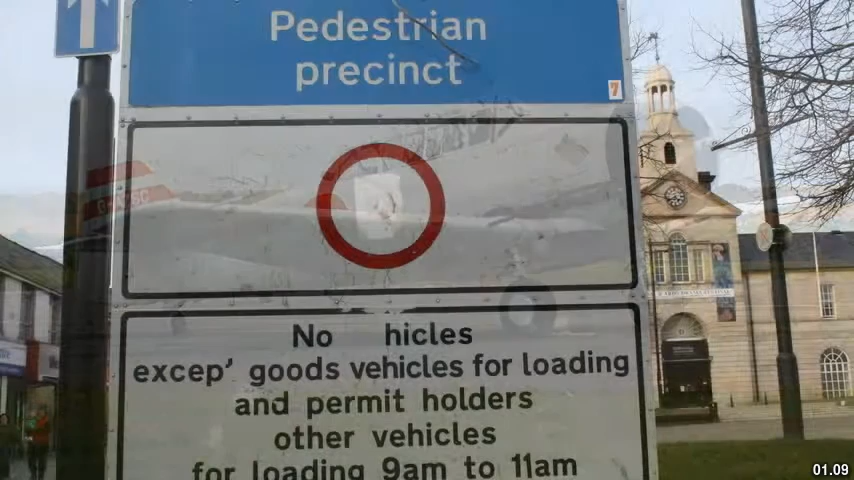 Pedestrian
precinct
7
No hicles
excep' goods vehicles for loading
and permit holders
other vehicles
for loading 9am to 11am
01.09